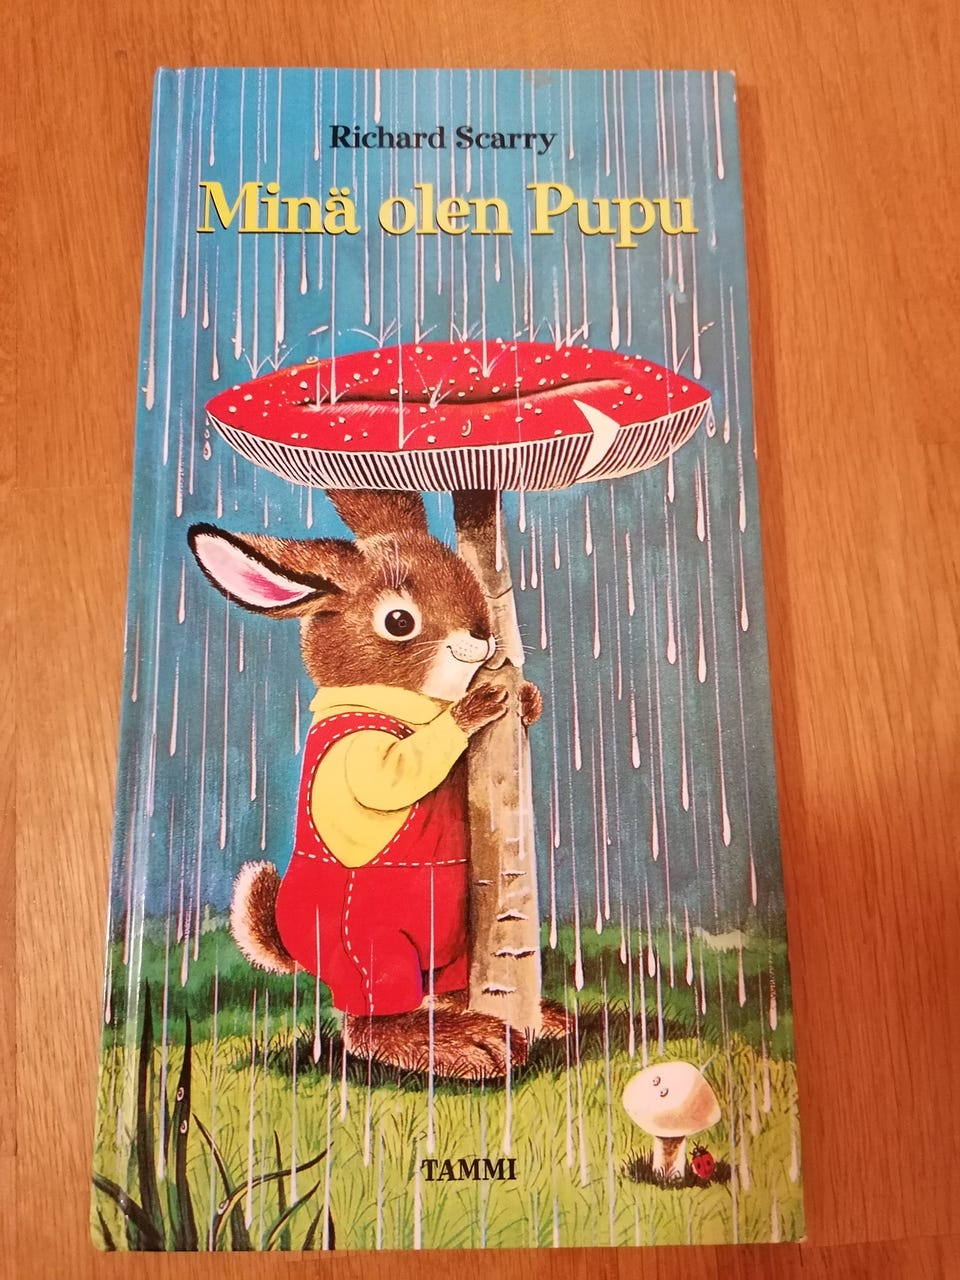 Richard Scarry
Minä olen Pupu
TAMMI